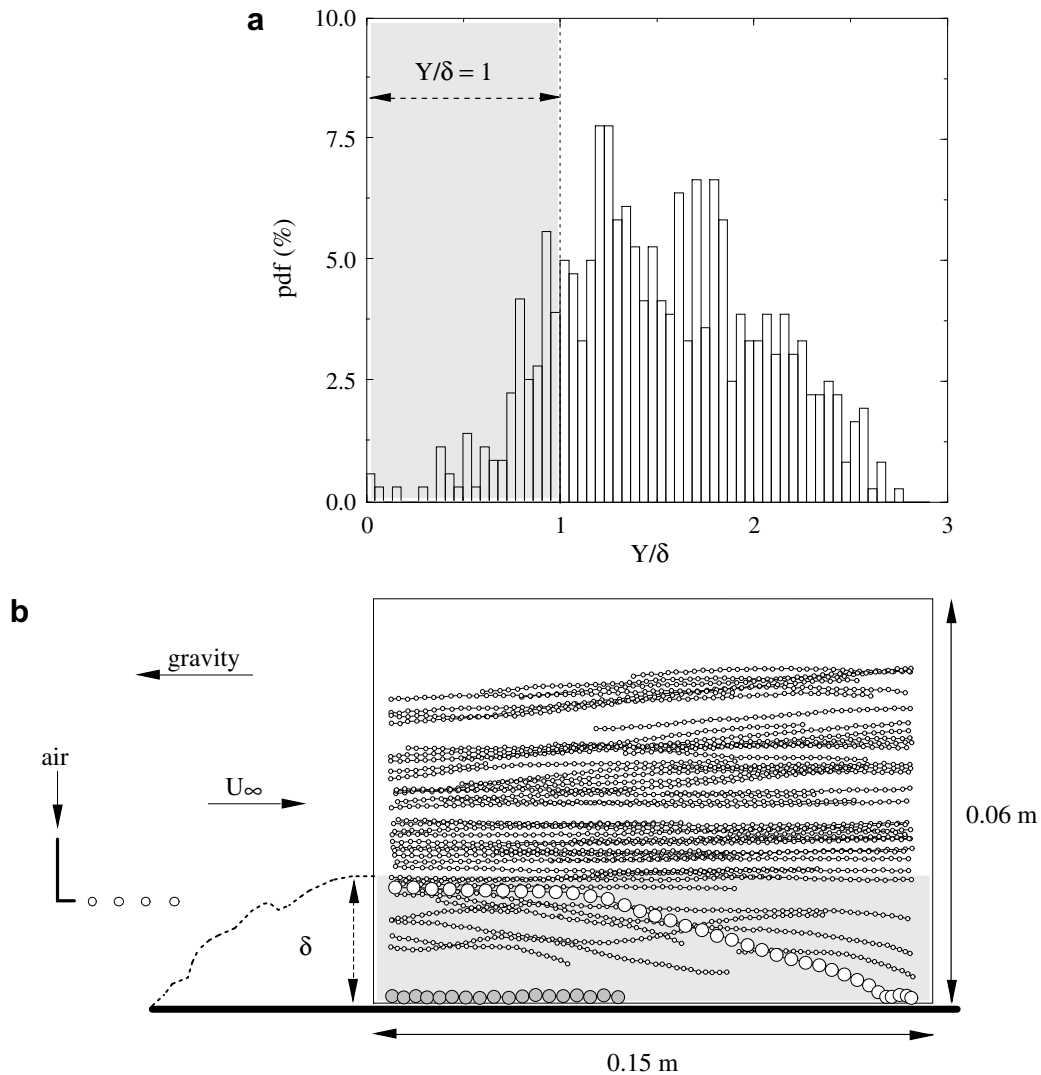 a
10.0
Y/δ = 1
7.5
pdf (%)
5.0
2.5
0.0
0 1 2 3
Y/δ
b
gravity
air
U∞
0.06 m
δ
0.15 m